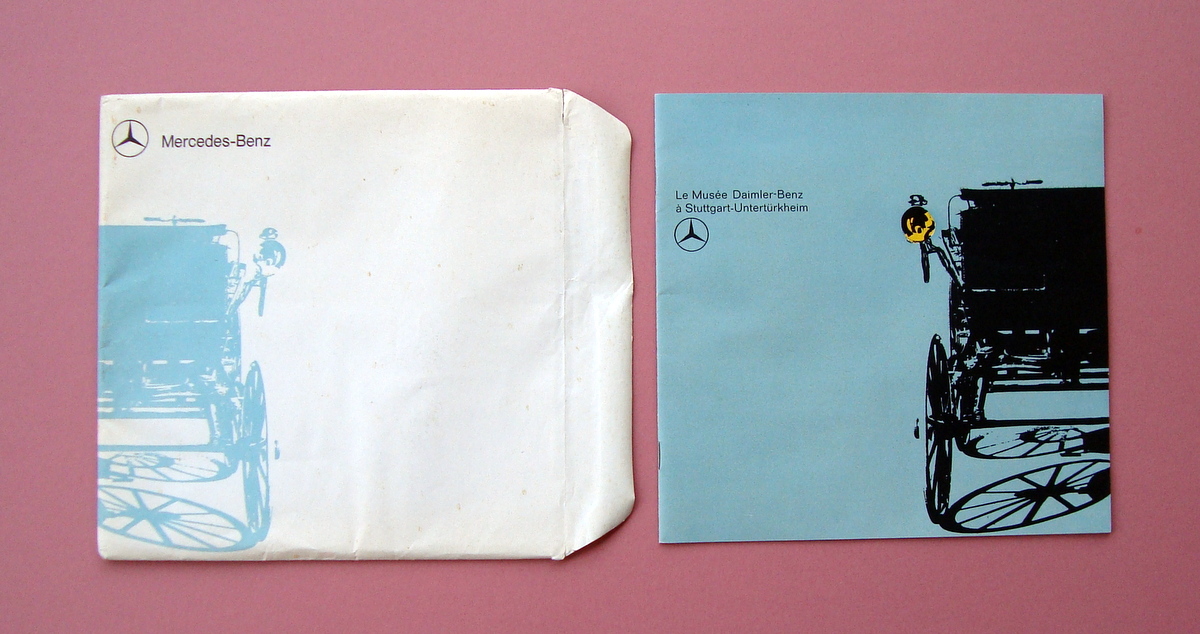 Mercedes-Benz
Le Musée Daimler-Benz
à Stuttgart-Untertürkheim